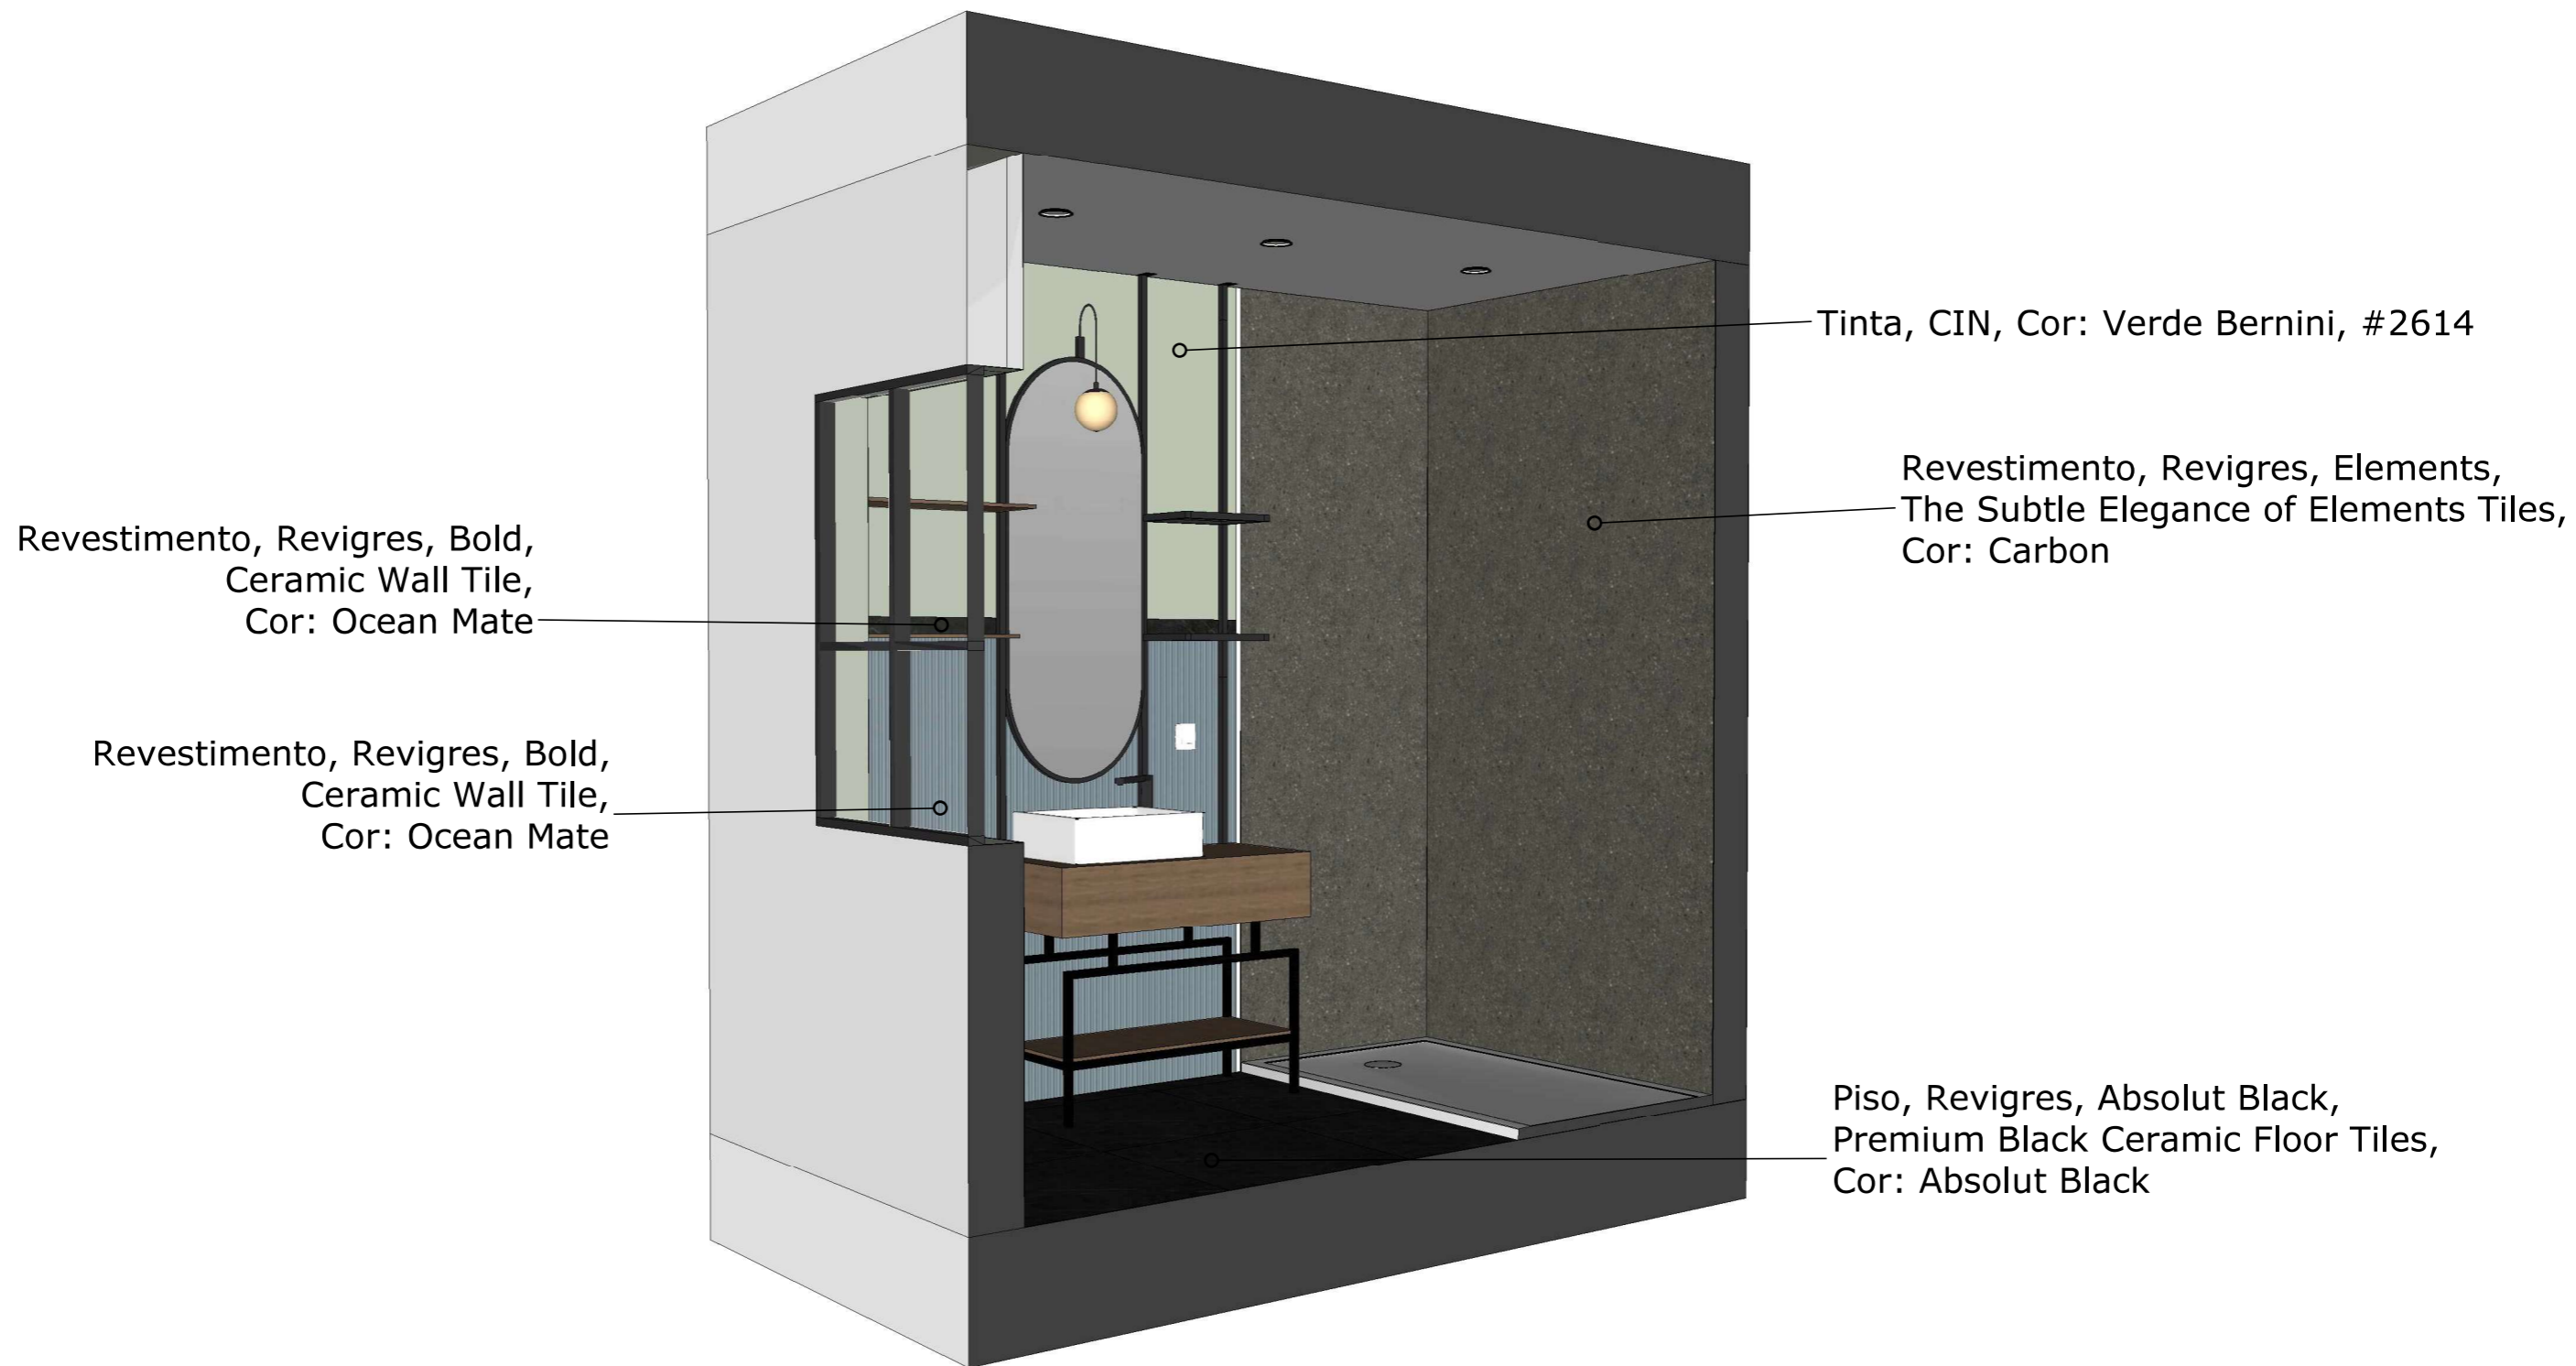 Tinta, CIN, Cor: Verde Bernini, #2614
Revestimento, Revigres, Elements,
The Subtle Elegance of Elements Tiles,
Cor: Carbon
Revestimento, Revigres, Bold,
Ceramic Wall Tile,
Cor: Ocean Mate
Revestimento, Revigres, Bold,
Ceramic Wall Tile,
Cor: Ocean Mate
Piso, Revigres, Absolut Black,
Premium Black Ceramic Floor Tiles,
Cor: Absolut Black